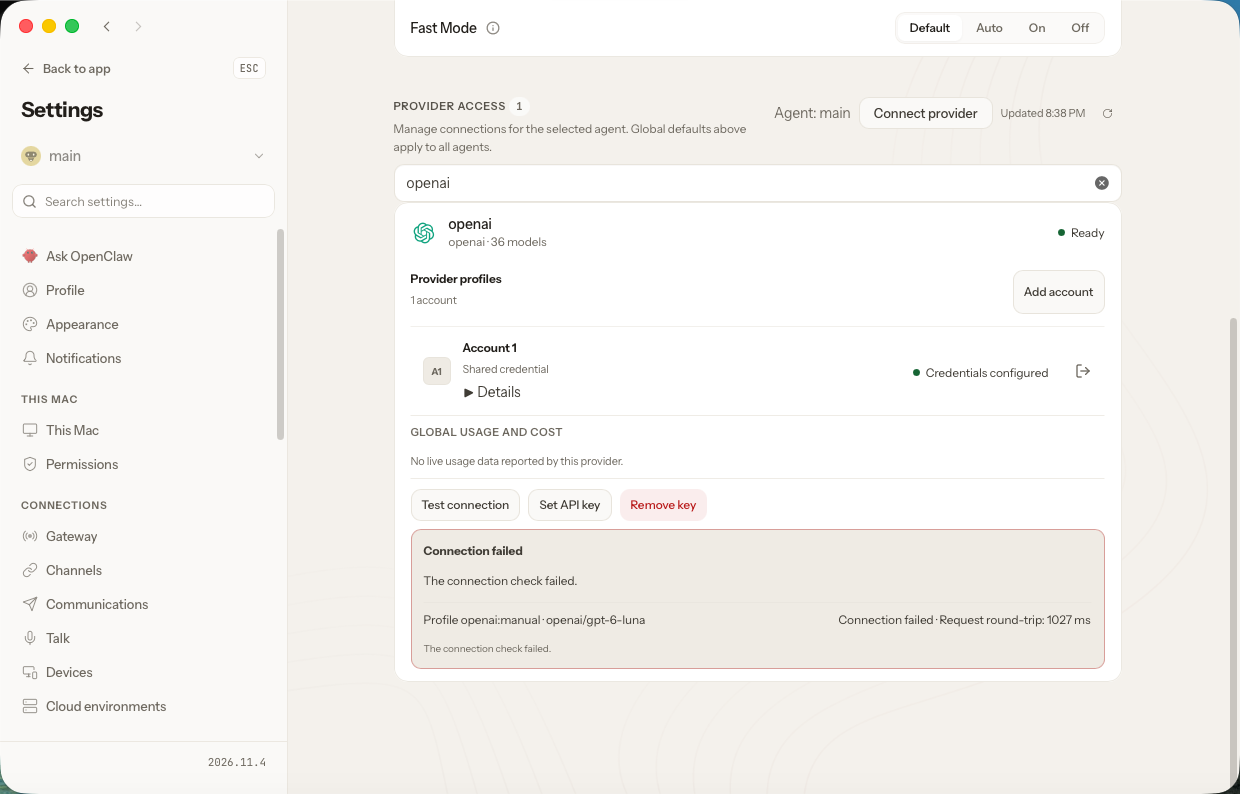 Back to app
ESC
Settings
main
Search settings...
Ask OpenClaw
Profile
Appearance
Notifications
THIS MAC
This Mac
Permissions
CONNECTIONS
Gateway
Channels
Communications
Talk
Devices
Cloud environments
2026.11.4
Fast Mode
Default Auto On Off
PROVIDER ACCESS 1
Manage connections for the selected agent. Global defaults above
apply to all agents.
Agent: main
Connect provider
Updated 8:38 PM
openai
openai
openai · 36 models
Ready
Provider profiles
1 account
Add account
A1
Account 1
Shared credential
Details
Credentials configured
GLOBAL USAGE AND COST
No live usage data reported by this provider.
Test connection
Set API key
Remove key
Connection failed
The connection check failed.
Profile openai:manual · openai/gpt-6-luna
Connection failed · Request round-trip: 1027 ms
The connection check failed.